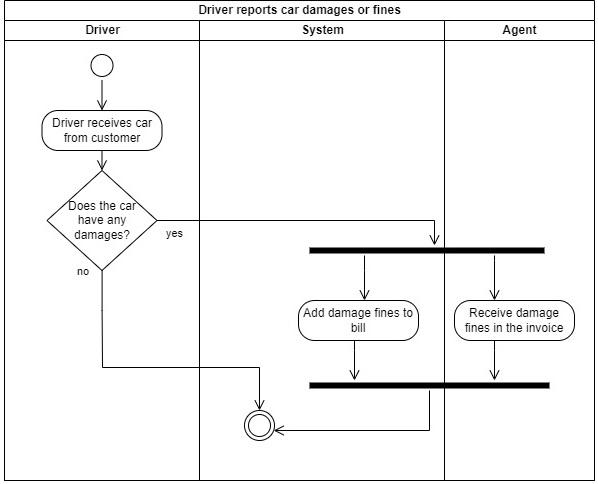 Driver reports car damages or fines
Driver
System
Agent
Driver receives car
from customer
Does the car
have any
damages?
yes
no
Add damage fines to
bill
Receive damage
fines in the invoice